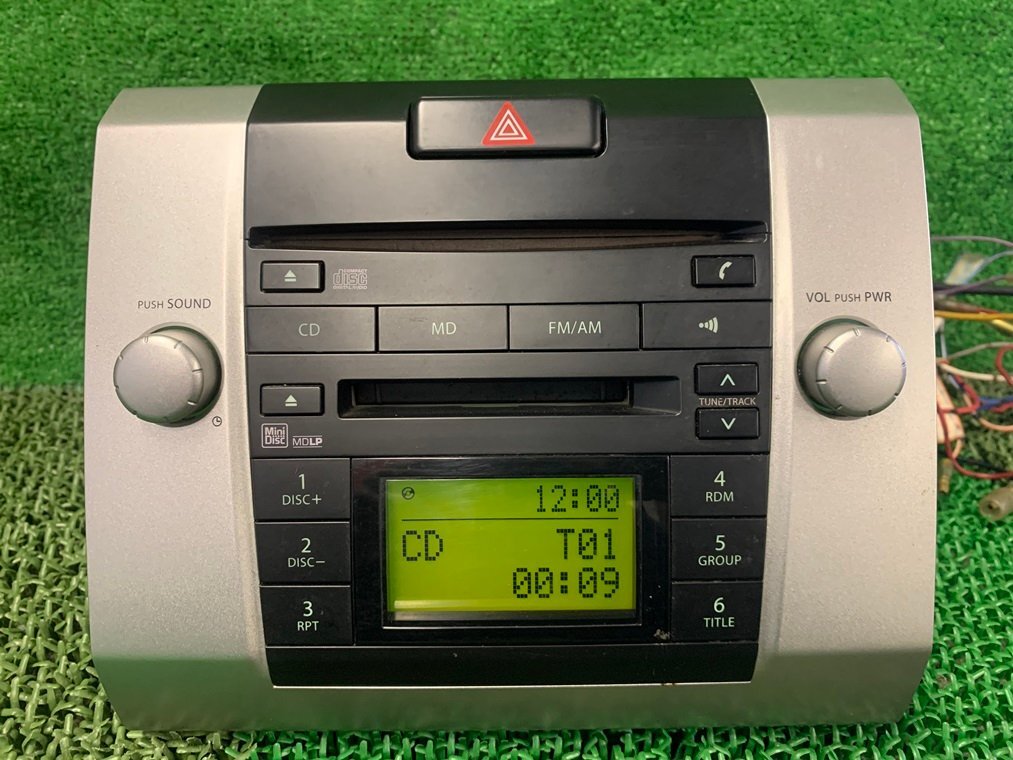 COMPACT
disc
DIGITAL AUDIO
PUSH SOUND
VOL PUSH PWR
CD
MD
FM/AM
TUNE/TRACK
Mini
Disc
MDLP
1
DISC+
2
DISC−
3
RPT
12:00
CD T01
00:09
4
RDM
5
GROUP
6
TITLE